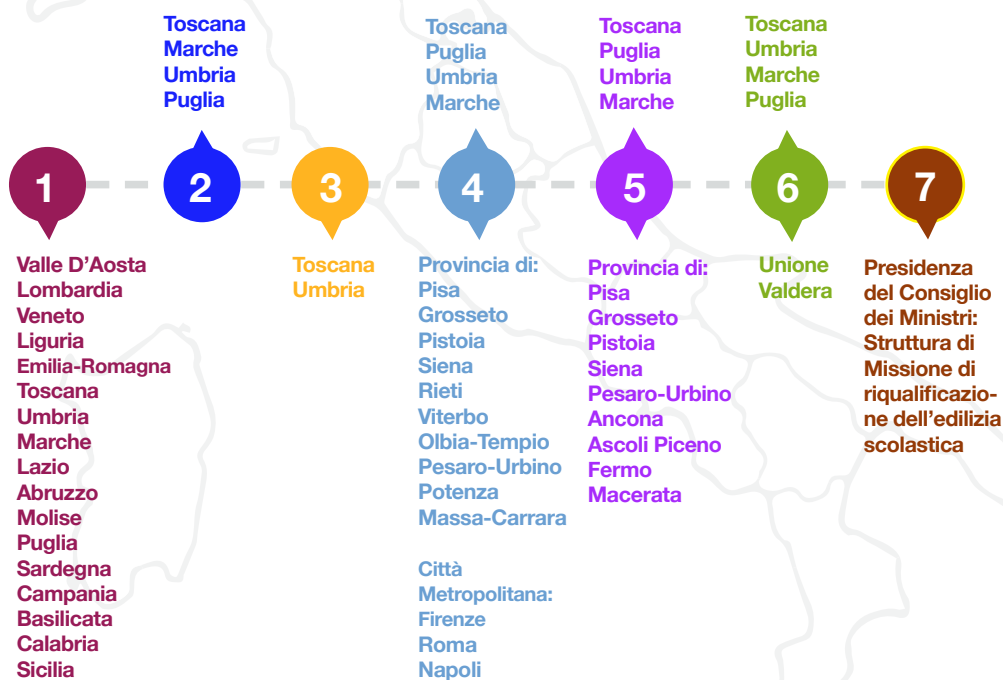 Toscana
Marche
Umbria
Puglia
Toscana
Puglia
Umbria
Marche
Toscana
Puglia
Umbria
Marche
Toscana
Umbria
Marche
Puglia
1
2
3
4
5
6
7
Valle D'Aosta
Lombardia
Veneto
Liguria
Emilia-Romagna
Toscana
Umbria
Marche
Lazio
Abruzzo
Molise
Puglia
Sardegna
Campania
Basilicata
Calabria
Sicilia
Toscana
Umbria
Provincia di:
Pisa
Grosseto
Pistoia
Siena
Rieti
Viterbo
Olbia-Tempio
Pesaro-Urbino
Potenza
Massa-Carrara
Città
Metropolitana:
Firenze
Roma
Napoli
Provincia di:
Pisa
Grosseto
Pistoia
Siena
Pesaro-Urbino
Ancona
Ascoli Piceno
Fermo
Macerata
Unione
Valdera
Presidenza
del Consiglio
dei Ministri:
Struttura di
Missione di
riqualificazio-
ne dell’edilizia
scolastica